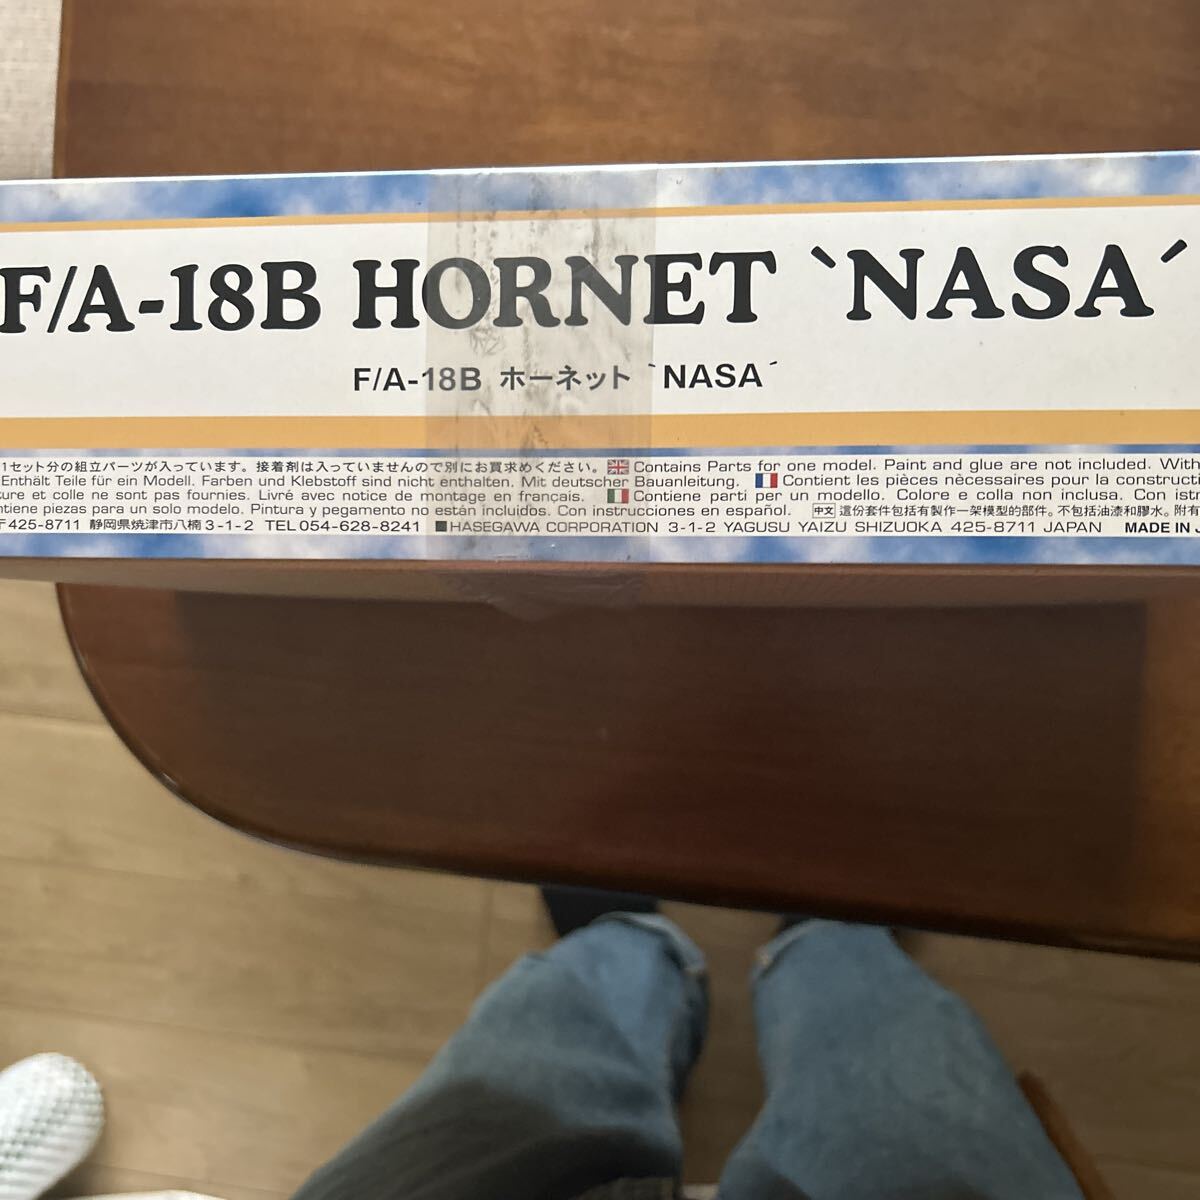 F/A-18B HORNET `NASA´
F/A-18B ホーネット `NASA´
1セット分の組立パーツが入っています。接着剤は入っていませんので別にお買求めください。 Contains Parts for one model. Paint and glue are not included. With
Enthält Teile für ein Modell. Farben und Klebstoff sind nicht enthalten. Mit deutscher Bauanleitung. Contient les pièces nècessaires pour la constructi
ture et colle ne sont pas fournies. Livré avec notice de montage en français. Contiene parti per un modello. Colore e colla non inclusa. Con istr
ntiene piezas para un solo modelo. Pintura y pegamento no están incluidos. Con instrucciones en español. 中文 這份套件包括有製作一架模型的部件。不包括油漆和膠水。附有
〒425-8711 静岡県焼津市八楠3-1-2 TEL 054-628-8241 ■HASEGAWA CORPORATION 3-1-2 YAGUSU YAIZU SHIZUOKA 425-8711 JAPAN MADE IN J